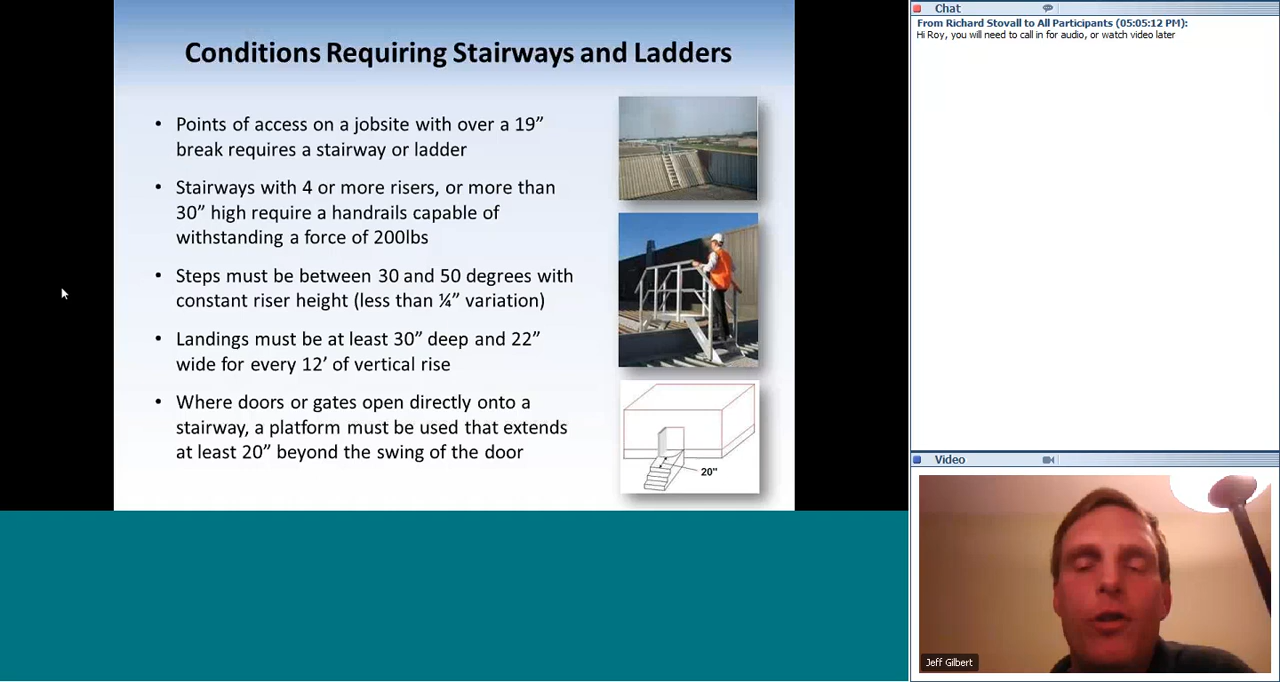 Conditions Requiring Stairways and Ladders
• Points of access on a jobsite with over a 19” 
break requires a stairway or ladder
• Stairways with 4 or more risers, or more than
30” high require a handrails capable of
withstanding a force of 200lbs
• Steps must be between 30 and 50 degrees with
constant riser height (less than ¼” variation)
• Landings must be at least 30” deep and 22”
wide for every 12’ of vertical rise
• Where doors or gates open directly onto a
stairway, a platform must be used that extends
at least 20” beyond the swing of the door
20"
Chat
From Richard Stovall to All Participants (05:05:12 PM):
Hi Roy, you will need to call in for audio, or watch video later
Video
Jeff Gilbert